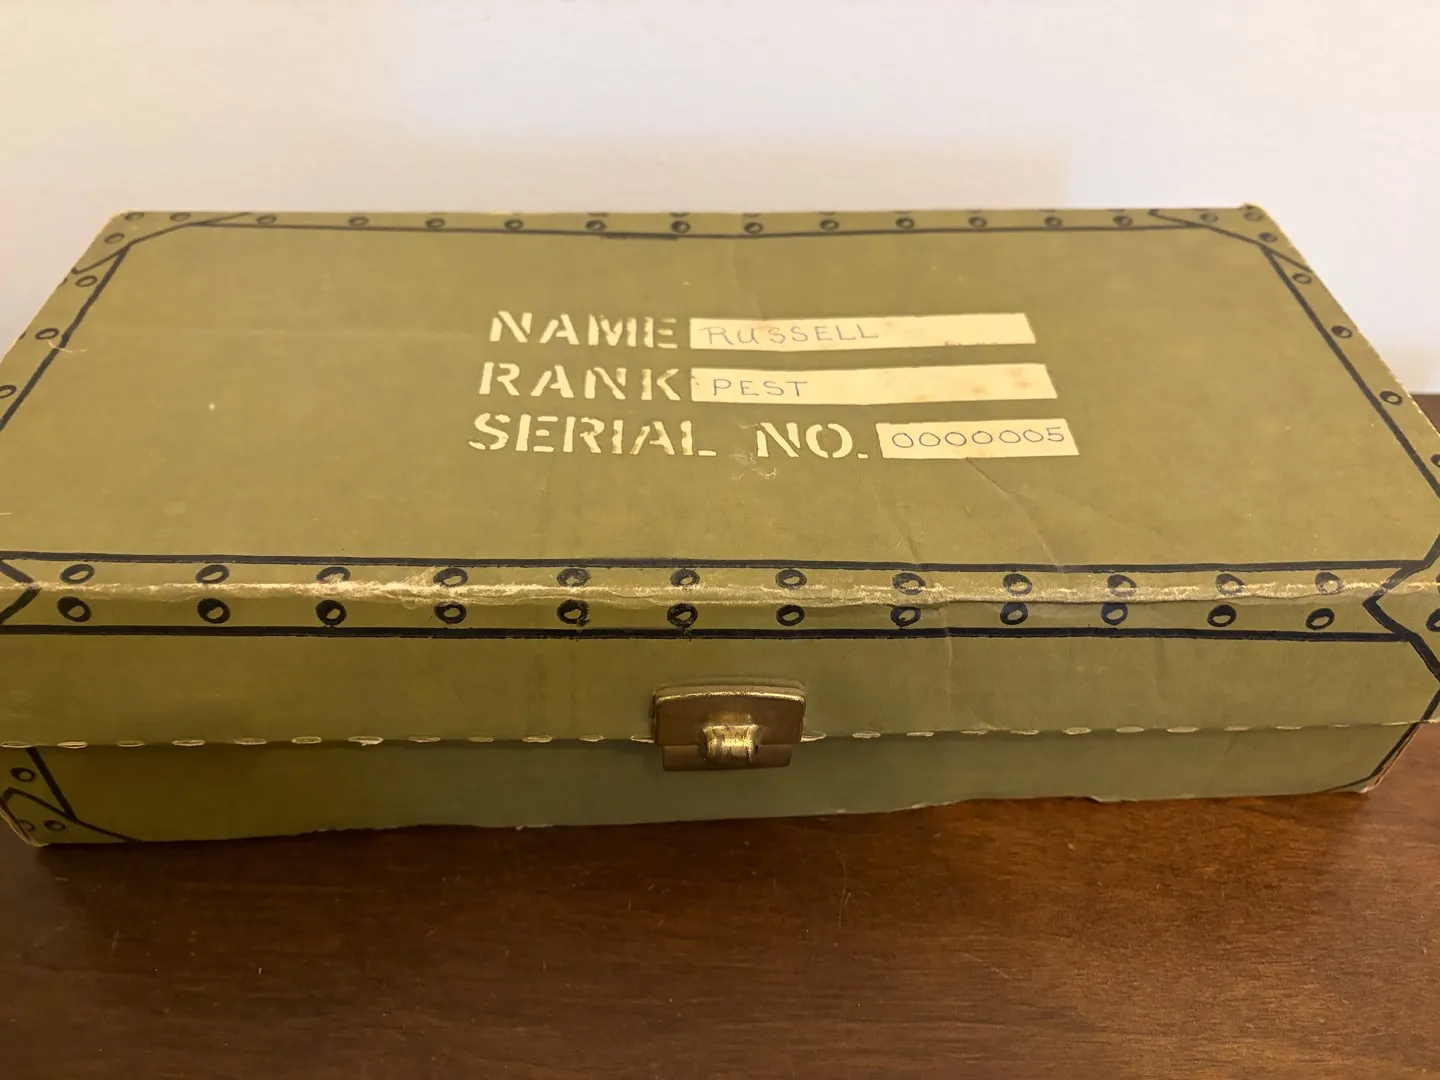 NAME RUSSELL
RANK PEST
SERIAL NO. 0000005